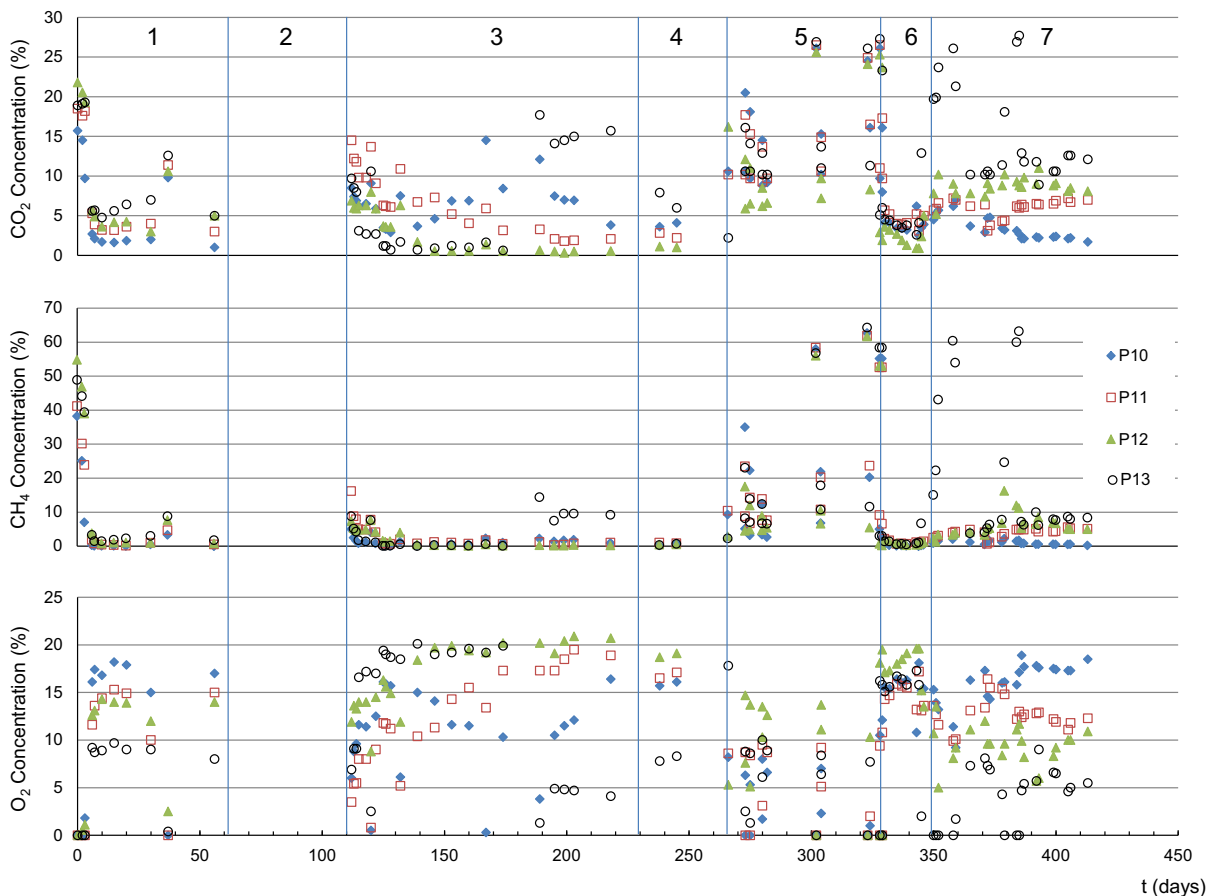 CO2 Concentration (%)
30
25
20
15
10
5
0
1 2 3 4 5 6 7
CH4 Concentration (%)
70
60
50
40
30
20
10
0
P10
P11
P12
P13
O2 Concentration (%)
25
20
15
10
5
0
0 50 100 150 200 250 300 350 400 450
t (days)